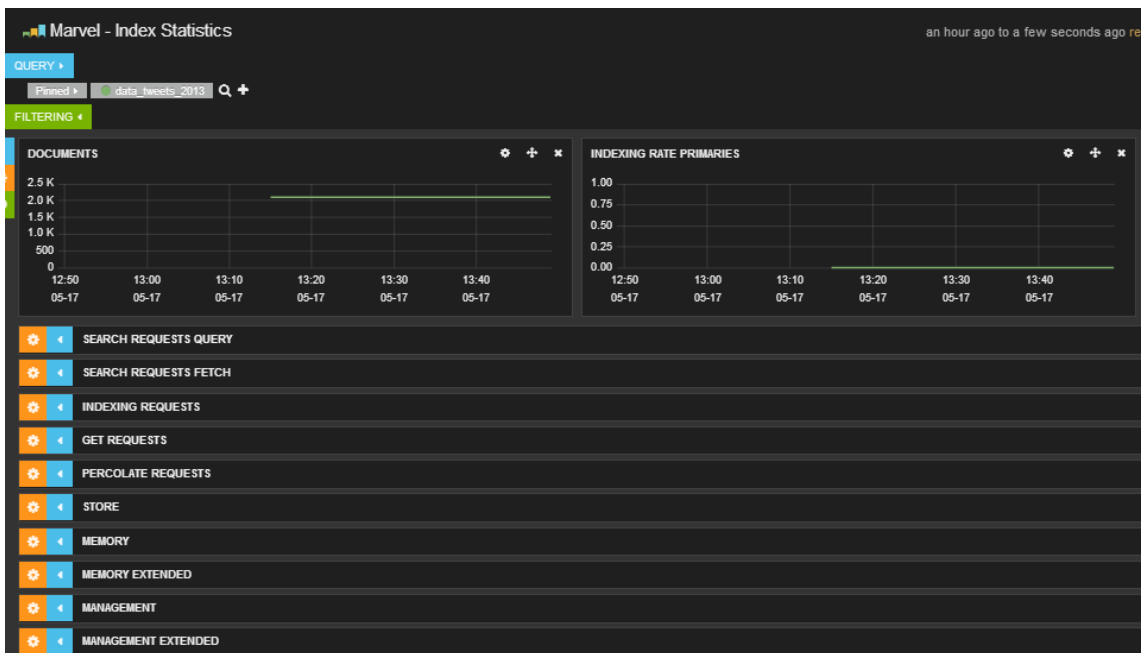 Marvel - Index Statistics
an hour ago to a few seconds ago re
QUERY
Pinned data_tweets_2013
FILTERING
DOCUMENTS
2.5 K
2.0 K
1.5 K
1.0 K
500
0
12:50 13:00 13:10 13:20 13:30 13:40
05-17 05-17 05-17 05-17 05-17 05-17
INDEXING RATE PRIMARIES
1.00
0.75
0.50
0.25
0.00
12:50 13:00 13:10 13:20 13:30 13:40
05-17 05-17 05-17 05-17 05-17 05-17
SEARCH REQUESTS QUERY
SEARCH REQUESTS FETCH
INDEXING REQUESTS
GET REQUESTS
PERCOLATE REQUESTS
STORE
MEMORY
MEMORY EXTENDED
MANAGEMENT
MANAGEMENT EXTENDED